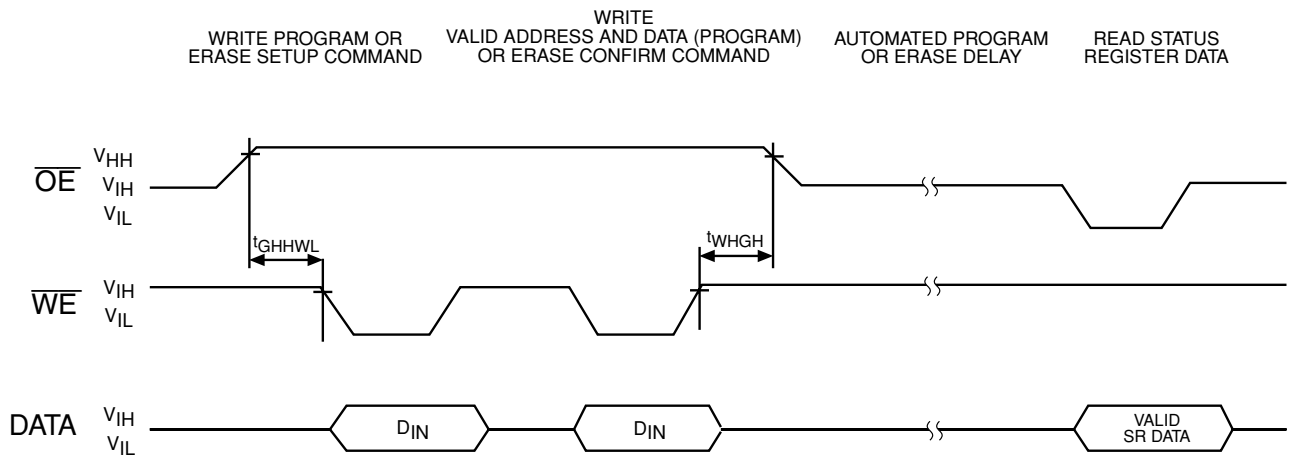 WRITE PROGRAM OR
ERASE SETUP COMMAND
WRITE
VALID ADDRESS AND DATA (PROGRAM)
OR ERASE CONFIRM COMMAND
AUTOMATED PROGRAM
OR ERASE DELAY
READ STATUS
REGISTER DATA
OE
VHH
VIH
VIL
tGHHWL
tWHGH
WE
VIH
VIL
DATA
VIH
VIL
DIN
DIN
VALID
SR DATA